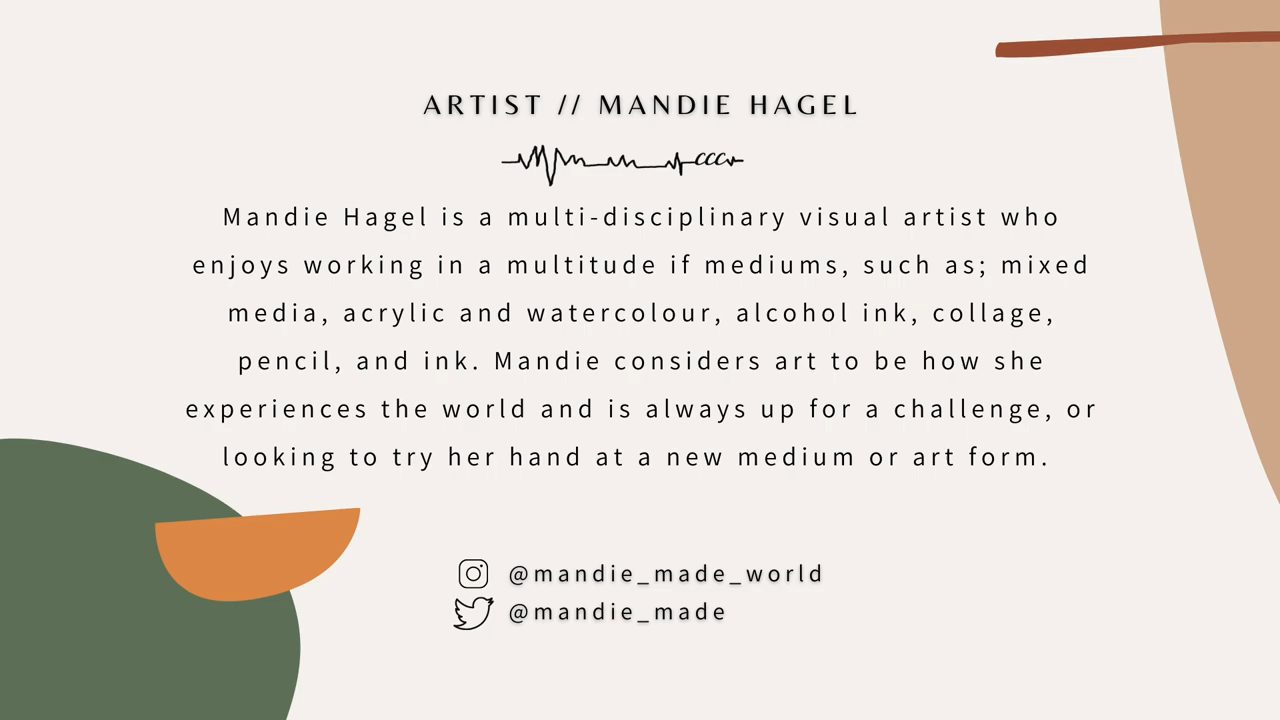 ARTIST // MANDIE HAGEL
Mandie Hagel is a multi-disciplinary visual artist who
enjoys working in a multitude if mediums, such as; mixed
media, acrylic and watercolour, alcohol ink, collage,
pencil, and ink. Mandie considers art to be how she
experiences the world and is always up for a challenge, or
looking to try her hand at a new medium or art form.
@mandie_made_world
@mandie_made